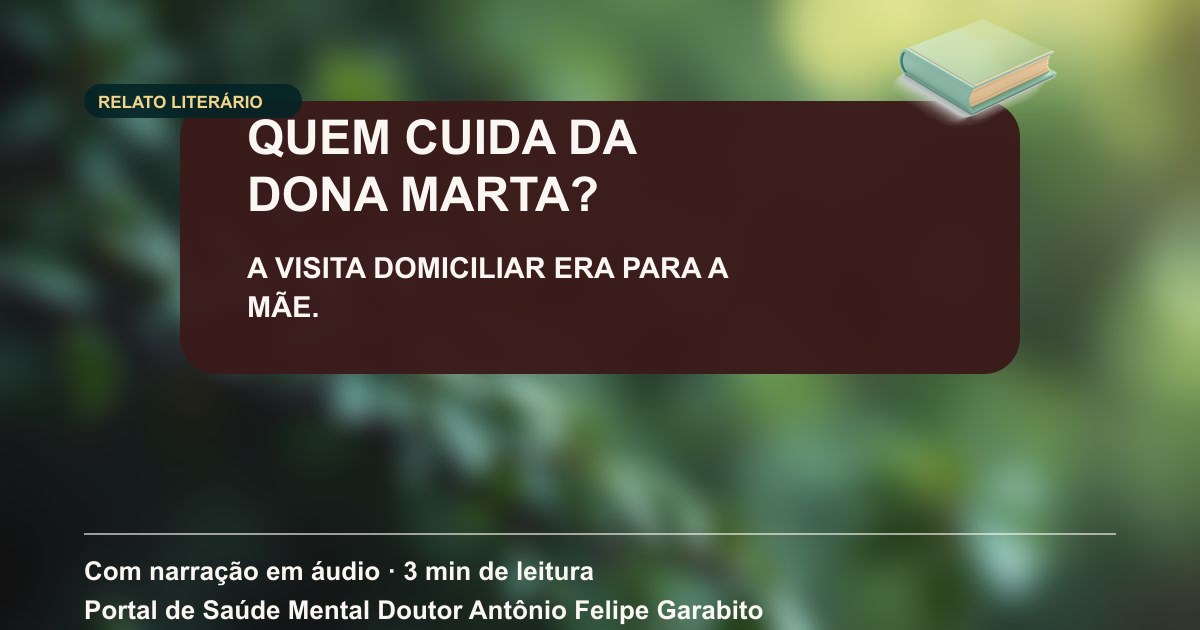 RELATO LITERÁRIO
QUEM CUIDA DA
DONA MARTA?
A VISITA DOMICILIAR ERA PARA A
MÃE.
Com narração em áudio · 3 min de leitura
Portal de Saúde Mental Doutor Antônio Felipe Garabito